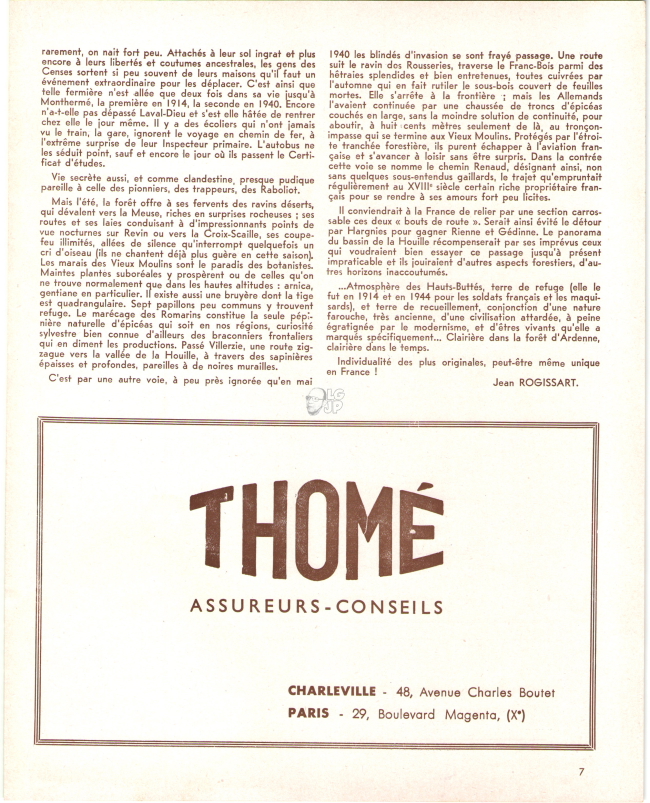 rarement, on nait fort peu. Attachés à leur sol ingrat et plus
encore à leurs libertés et coutumes ancestrales, les gens des
Censes sortent si peu souvent de leurs maisons qu'il faut un
événement extraordinaire pour les déplacer. C'est ainsi que
telle fermière n'est allée que deux fois dans sa vie jusqu'à
Monthermé, la première en 1914, la seconde en 1940. Encore
n'a-t-elle pas dépassé Laval-Dieu et s'est elle hâtée de rentrer
chez elle le jour même. Il y a des écoliers qui n'ont jamais
vu le train, la gare, ignorent le voyage en chemin de fer, à
l'extrême surprise de leur Inspecteur primaire. L'autobus ne
les séduit point, sauf et encore le jour où ils passent le Certi-
ficat d'études.
Vie secrète aussi, et comme clandestine, presque pudique
pareille à celle des pionniers, des trappeurs, des Raboliot.
Mais l'été, la forêt offre à ses fervents des ravins déserts,
qui dévalent vers la Meuse, riches en surprises rocheuses ; ses
routes et ses laies conduisant à d'impressionnants points de
vue nocturnes sur Revin ou vers la Croix-Scaille, ses coupe-
feu illimités, allées de silence qu'interrompt quelquefois un
cri d'oiseau (ils ne chantent déjà plus guère en cette saison).
Les marais des Vieux Moulins sont le paradis des botanistes.
Maintes plantes suboréales y prospèrent ou de celles qu'on
ne trouve normalement que dans les hautes altitudes : arnica,
gentiane en particulier. Il existe aussi une bruyère dont la tige
est quadrangulaire. Sept papillons peu communs y trouvent
refuge. Le marécage des Romarins constitue la seule pépi-
nière naturelle d'épicéas qui soit en nos régions, curiosité
sylvestre bien connue d'ailleurs des braconniers frontaliers
qui en diment les productions. Passé Villerzie, une route zig-
zague vers la vallée de la Houille, à travers des sapinières
épaisses et profondes, pareilles à de noires murailles.
C'est par une autre voie, à peu près ignorée qu'en mai
1940 les blindés d'invasion se sont frayé passage. Une route
suit le ravin dos Rousseries, traverse le Franc-Bois parmi des
hêtraies splendides et bien entretenues, toutes cuivrées par
l'automne qui en fait rutiler le sous-bois couvert de feuilles
mortes. Elle s'arrête à la frontière ; mais les Allemands
l'avaient continuée par une chaussée de troncs d'épicéas
couchés en large, sans la moindre solution de continuité, pour
aboutir, à huit cents mètres seulement de là, au tronçon-
impasse qui se termine aux Vieux Moulins. Protégés par l'étroi-
te tranchée forestière, ils purent échapper à l'aviation fran-
çaise et s'avancer à loisir sans être surpris. Dans la contrée
cette voie se nomme le chemin Renaud, désignant ainsi, non
sans quelques sous-entendus gaillards, le trajet qu'empruntait
régulièrement au XVIIIe siècle certain riche propriétaire fran-
çais pour se rendre à ses amours fort peu licites.
Il conviendrait à la France de relier par une section carros-
sable ces deux « bouts de route ». Serait ainsi évité le détour
par Hargnies pour gagner Rienne et Gédinne. Le panorama
du bassin de la Houille récompenserait par ses imprévus ceux
qui voudraient bien essayer ce passage jusqu'à présent
impraticable et ils jouiraient d'autres aspects forestiers, d'au-
tres horizons inaccoutumés.
...Atmosphère des Hauts-Buttés, terre de refuge (elle le
fut en 1914 et en 1944 pour les soldats français et les maqui-
sards), et terre de recueillement, conjonction d'une nature
farouche, très ancienne, d'une civilisation attardée, à peine
égratignée par le modernisme, et d'êtres vivants qu'elle a
marqués spécifiquement... Clairière dans la forêt d'Ardenne,
clairière dans le temps.
Individualité des plus originales, peut-être même unique
en France !
Jean ROGISSART.
LG
JP
THOMÉ
ASSUREURS-CONSEILS
CHARLEVILLE - 48, Avenue Charles Boutet
PARIS - 29, Boulevard Magenta, (Xe)
7